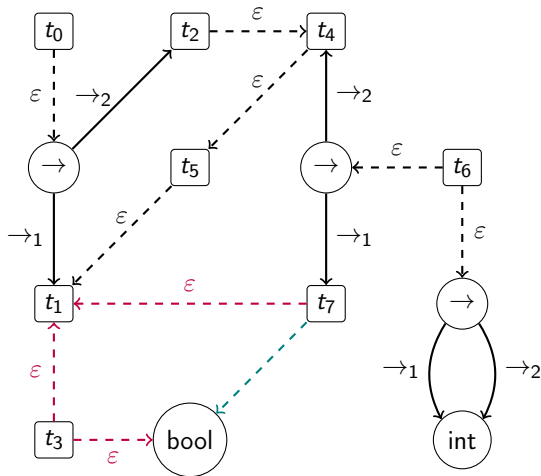 t₀ t₂ ε t₄
ε →₂ →₂
→ t₅ → ε t₆
ε
→₁ ε →₁ ε
t₁ ε t₇ →
ε →₁ →₂
t₃ ε bool int